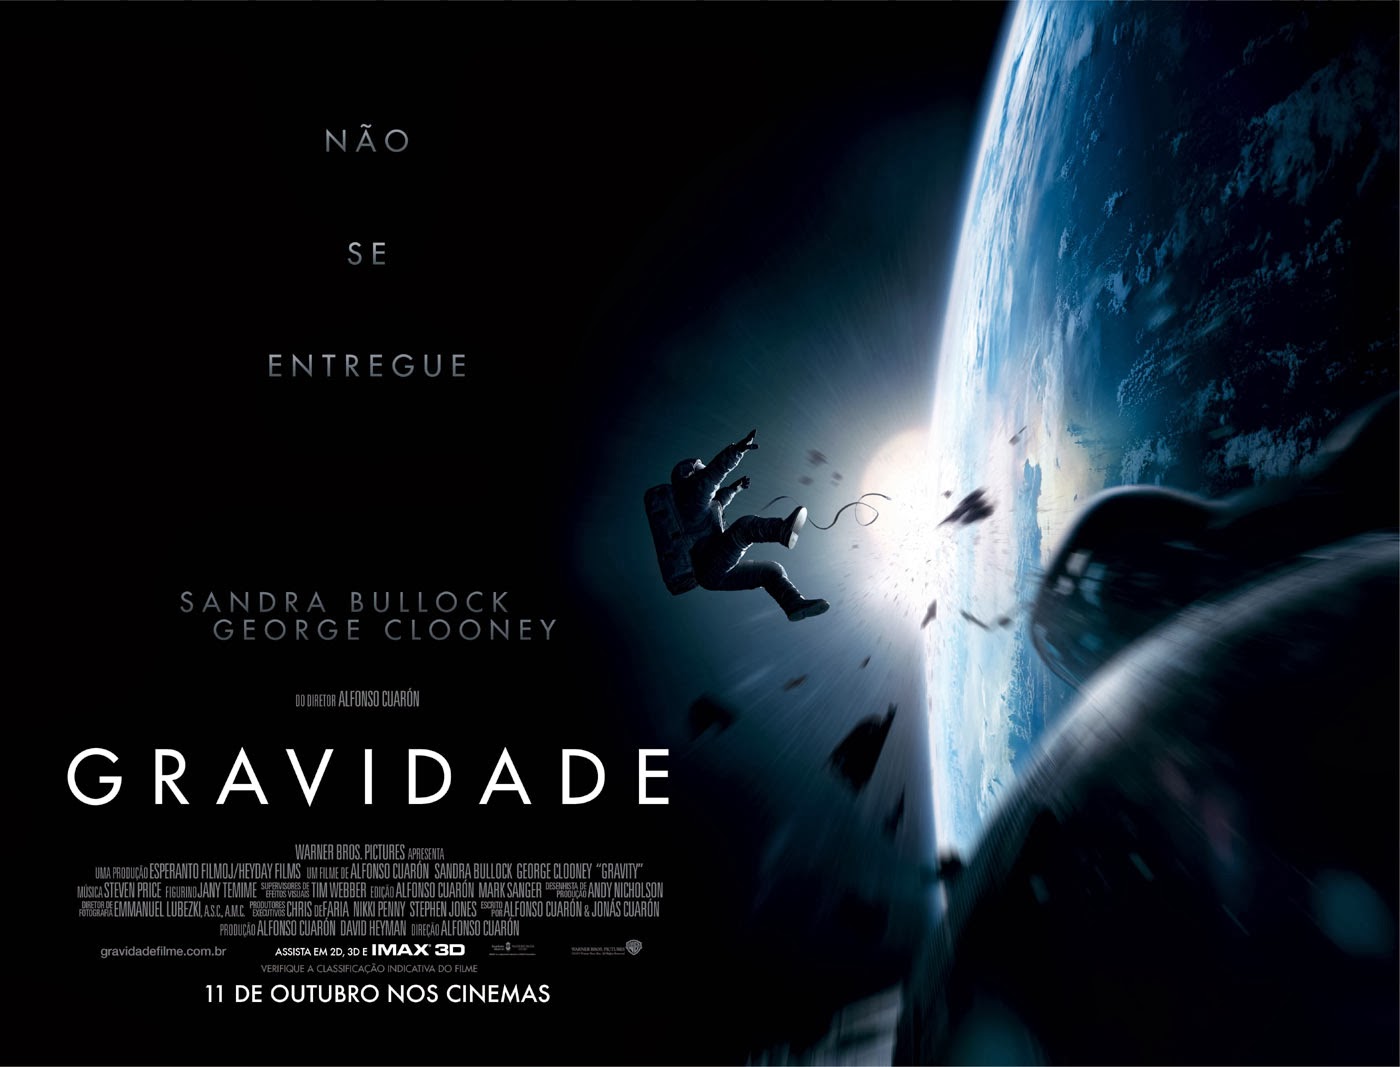 NÃO
SE
ENTREGUE
SANDRA BULLOCK
GEORGE CLOONEY
DO DIRETOR ALFONSO CUARÓN
GRAVIDADE
WARNER BROS. PICTURES APRESENTA
UMA PRODUÇÃO ESPERANTO FILMOJ/HEYDAY FILMS UM FILME DE ALFONSO CUARÓN SANDRA BULLOCK GEORGE CLOONEY “GRAVITY”
MÚSICA STEVEN PRICE FIGURINO JANY TEMIME SUPERVISORES DE EFEITOS VISUAIS TIM WEBBER EDIÇÃO ALFONSO CUARÓN MARK SANGER DESENHISTA DE PRODUÇÃO ANDY NICHOLSON
DIRETOR DE FOTOGRAFIA EMMANUEL LUBEZKI, A.S.C., A.M.C. PRODUTORES EXECUTIVOS CHRIS DEFARIA NIKKI PENNY STEPHEN JONES ESCRITO POR ALFONSO CUARÓN & JONÁS CUARÓN
PRODUÇÃO ALFONSO CUARÓN DAVID HEYMAN DIREÇÃO ALFONSO CUARÓN
gravidadefilme.com.br ASSISTA EM 2D, 3D E IMAX® 3D WARNER BROS. PICTURES
VERIFIQUE A CLASSIFICAÇÃO INDICATIVA DO FILME
11 DE OUTUBRO NOS CINEMAS